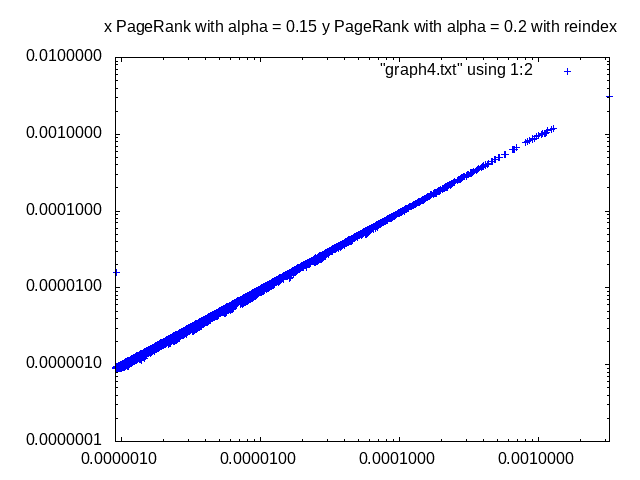 x PageRank with alpha = 0.15 y PageRank with alpha = 0.2 with reindex
"graph4.txt" using 1:2
0.0100000
0.0010000
0.0001000
0.0000100
0.0000010
0.0000001
0.0000010 0.0000100 0.0001000 0.0010000